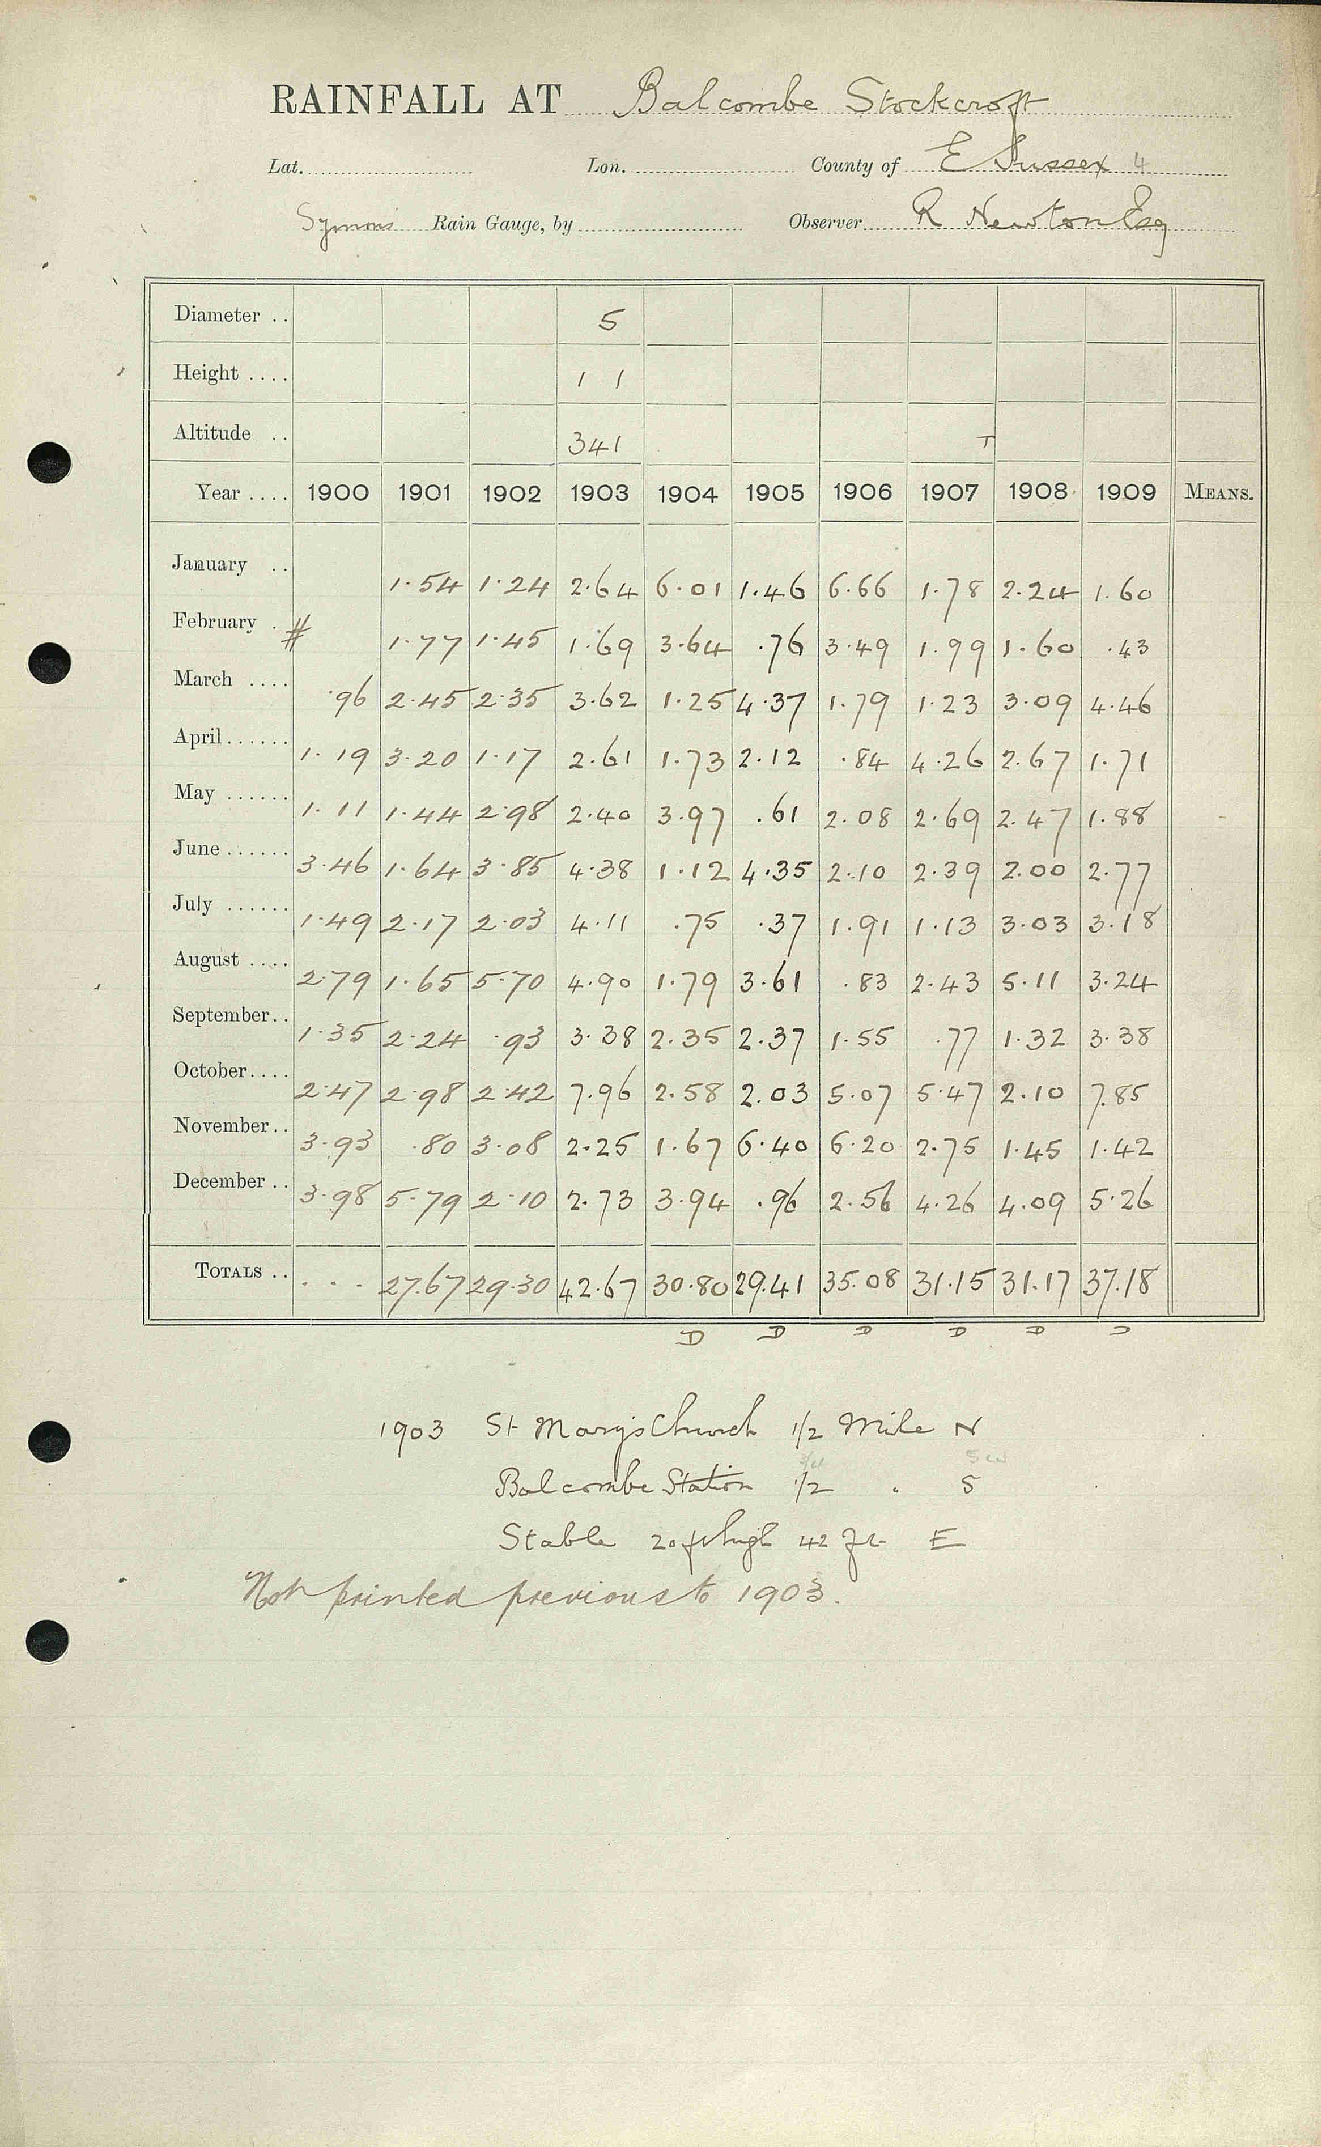 RAINFALL AT Balcombe Stockcroft
Lat. Lon. County of E Sussex 4
Symons Rain Gauge, by Observer R Newton Esq
Diameter .. 5
Height .... 1 1
Altitude .. 341 T
Year .... 1900 1901 1902 1903 1904 1905 1906 1907 1908 1909 MEANS.
January .. 1.54 1.24 2.64 6.01 1.46 6.66 1.78 2.24 1.60
February . # 1.77 1.45 1.69 3.64 .76 3.49 1.99 1.60 .43
March .... .96 2.45 2.35 3.62 1.25 4.37 1.79 1.23 3.09 4.46
April ...... 1.19 3.20 1.17 2.61 1.73 2.12 .84 4.26 2.67 1.71
May ...... 1.11 1.44 2.98 2.40 3.97 .61 2.08 2.69 2.47 1.88
June ...... 3.46 1.64 3.85 4.38 1.12 4.35 2.10 2.39 2.00 2.77
July ...... 1.49 2.17 2.03 4.11 .75 .37 1.91 1.13 3.03 3.18
August .... 2.79 1.65 5.70 4.90 1.79 3.61 .83 2.43 5.11 3.24
September.. 1.35 2.24 .93 3.38 2.35 2.37 1.55 .77 1.32 3.38
October.... 2.47 2.98 2.42 7.96 2.58 2.03 5.07 5.47 2.10 7.85
November.. 3.93 .80 3.08 2.25 1.67 6.40 6.20 2.75 1.45 1.42
December .. 3.98 5.79 2.10 2.73 3.94 .96 2.56 4.26 4.09 5.26
TOTALS .. . . . 27.67 29.30 42.67 30.80 29.41 35.08 31.15 31.17 37.18
D D D D D D
1903 St Marys Church 1/2 Mile N
3/4 SW
Balcombe Station 1/2 " S
Stable 20 ft high 42 ft E
Not printed previous to 1903.